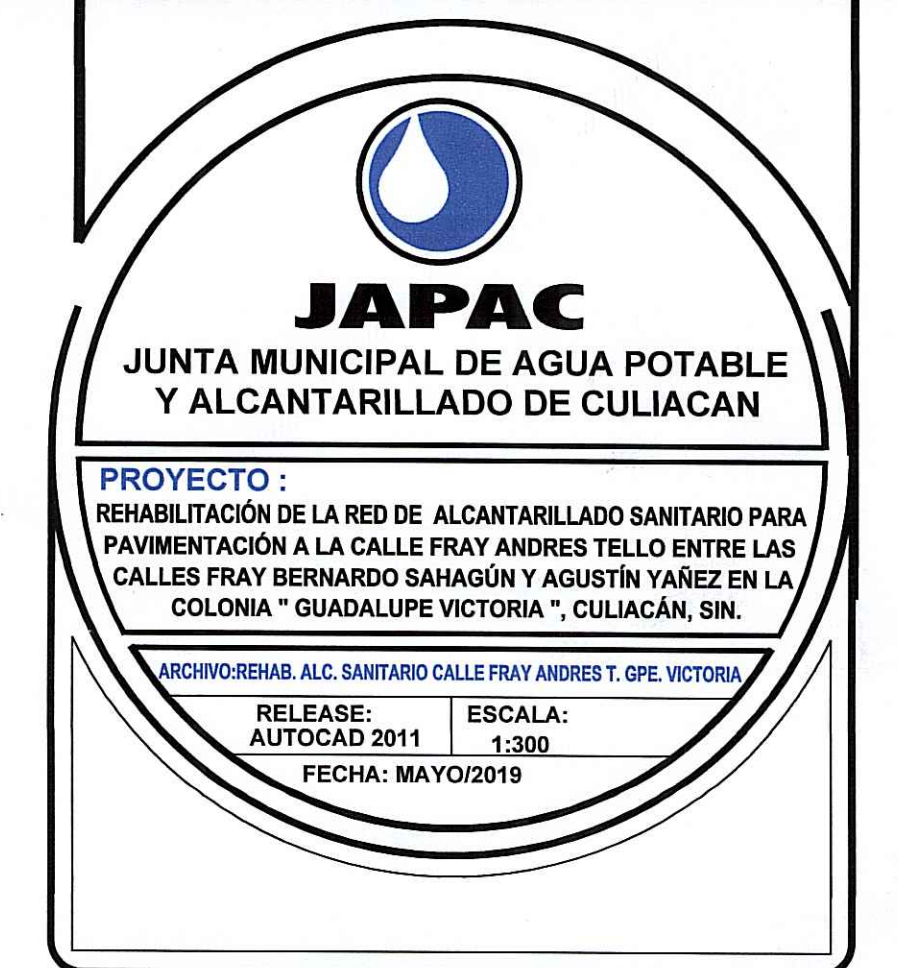 JAPAC
JUNTA MUNICIPAL DE AGUA POTABLE
Y ALCANTARILLADO DE CULIACAN
PROYECTO :
REHABILITACIÓN DE LA RED DE ALCANTARILLADO SANITARIO PARA
PAVIMENTACIÓN A LA CALLE FRAY ANDRES TELLO ENTRE LAS
CALLES FRAY BERNARDO SAHAGÚN Y AGUSTÍN YAÑEZ EN LA
COLONIA " GUADALUPE VICTORIA ", CULIACÁN, SIN.
ARCHIVO:REHAB. ALC. SANITARIO CALLE FRAY ANDRES T. GPE. VICTORIA
RELEASE:
AUTOCAD 2011
ESCALA:
1:300
FECHA: MAYO/2019